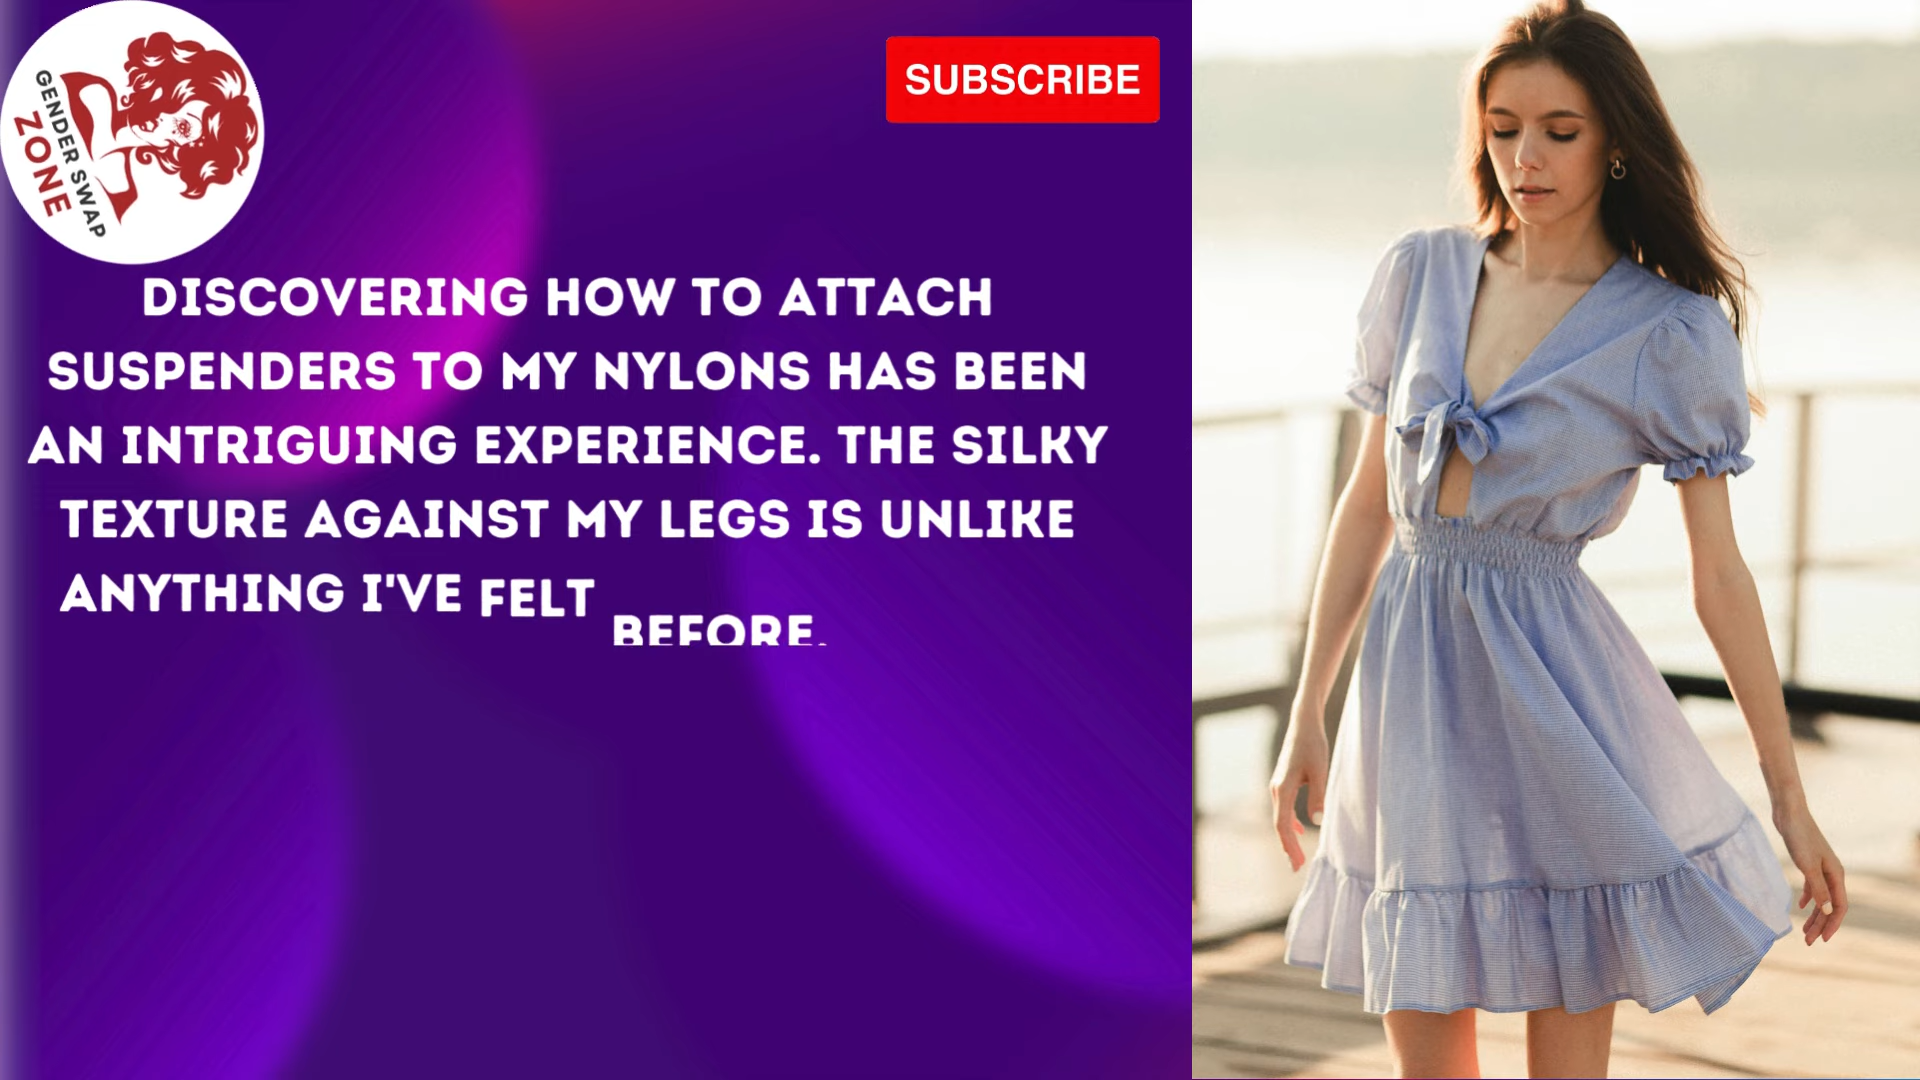 GENDER SWAP
ZONE
SUBSCRIBE
DISCOVERING HOW TO ATTACH
SUSPENDERS TO MY NYLONS HAS BEEN
AN INTRIGUING EXPERIENCE. THE SILKY
TEXTURE AGAINST MY LEGS IS UNLIKE
ANYTHING I'VE FELT BEFORE.